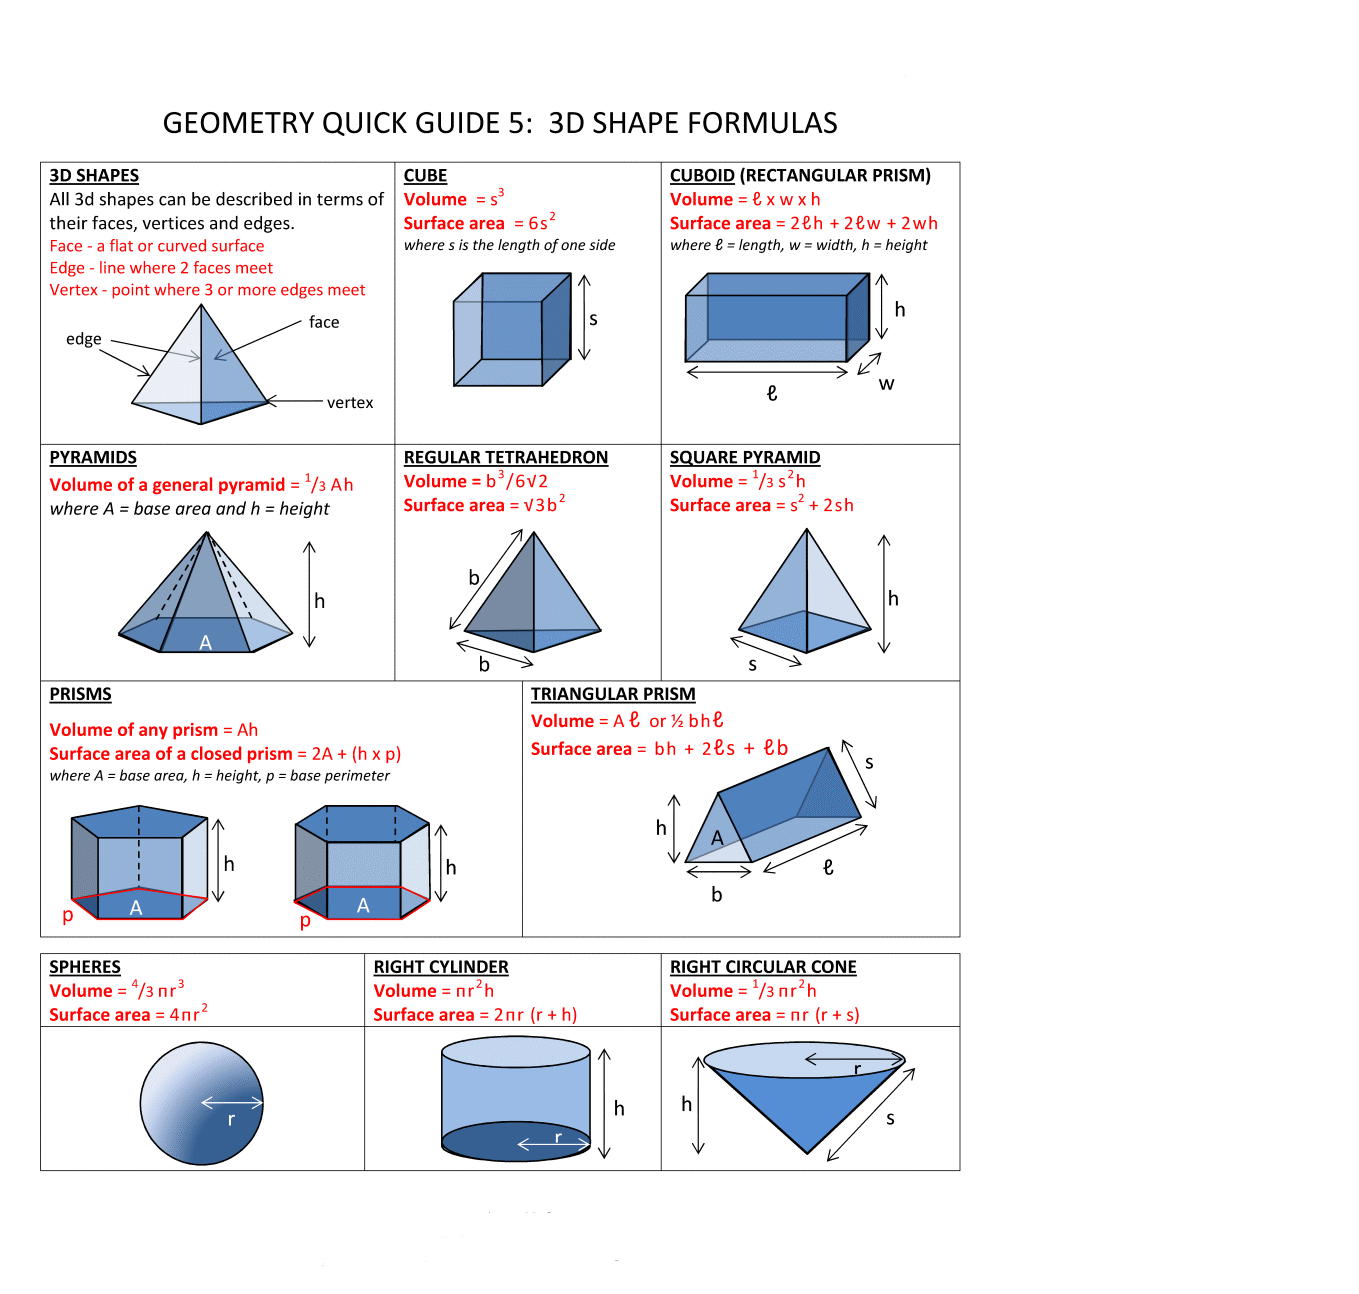 GEOMETRY QUICK GUIDE 5: 3D SHAPE FORMULAS
3D SHAPES
All 3d shapes can be described in terms of
their faces, vertices and edges.
Face - a flat or curved surface
Edge - line where 2 faces meet
Vertex - point where 3 or more edges meet
edge
face
vertex
CUBE
Volume = s³
Surface area = 6s²
where s is the length of one side
s
CUBOID (RECTANGULAR PRISM)
Volume = ℓ x w x h
Surface area = 2ℓh + 2ℓw + 2wh
where ℓ = length, w = width, h = height
h
w
ℓ
PYRAMIDS
Volume of a general pyramid = ¹/₃ Ah
where A = base area and h = height
h
A
REGULAR TETRAHEDRON
Volume = b³/6√2
Surface area = √3b²
b
b
SQUARE PYRAMID
Volume = ¹/₃ s²h
Surface area = s² + 2sh
h
s
PRISMS
Volume of any prism = Ah
Surface area of a closed prism = 2A + (h x p)
where A = base area, h = height, p = base perimeter
h
A
p
h
A
p
TRIANGULAR PRISM
Volume = A ℓ or ½ bhℓ
Surface area = bh + 2ℓs + ℓb
s
h
A
ℓ
b
SPHERES
Volume = ⁴/₃ πr³
Surface area = 4πr²
r
RIGHT CYLINDER
Volume = πr²h
Surface area = 2πr (r + h)
h
r
RIGHT CIRCULAR CONE
Volume = ¹/₃ πr²h
Surface area = πr (r + s)
r
h
s